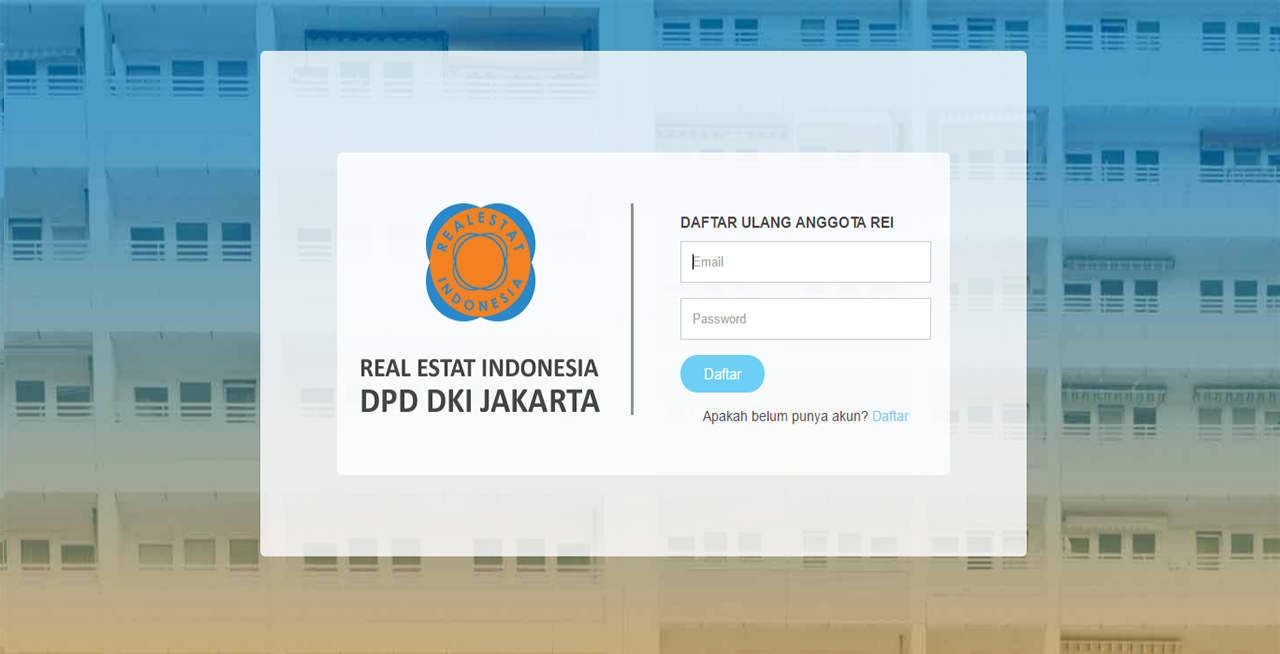 REALESTAT
INDONESIA
REAL ESTAT INDONESIA
DPD DKI JAKARTA
DAFTAR ULANG ANGGOTA REI
Email
Password
Daftar
Apakah belum punya akun? Daftar